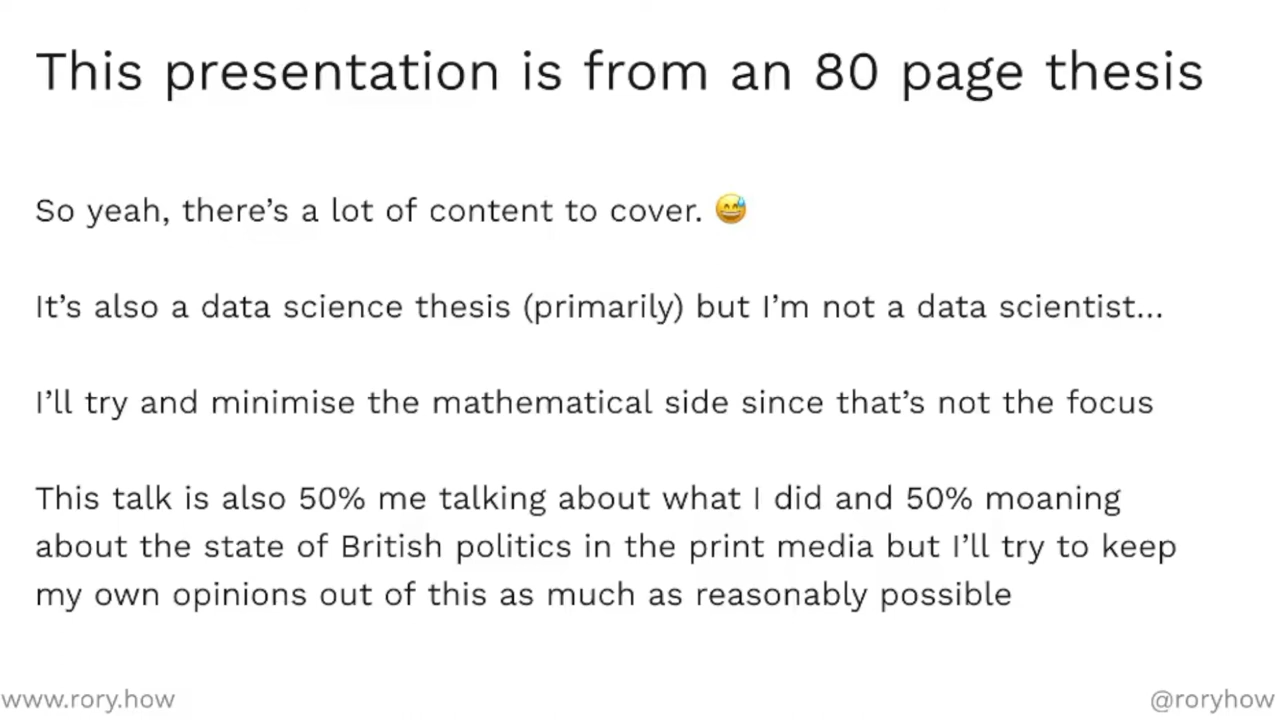 This presentation is from an 80 page thesis
So yeah, there’s a lot of content to cover. 😅
It’s also a data science thesis (primarily) but I’m not a data scientist...
I’ll try and minimise the mathematical side since that’s not the focus
This talk is also 50% me talking about what I did and 50% moaning
about the state of British politics in the print media but I’ll try to keep
my own opinions out of this as much as reasonably possible
www.rory.how
@roryhow